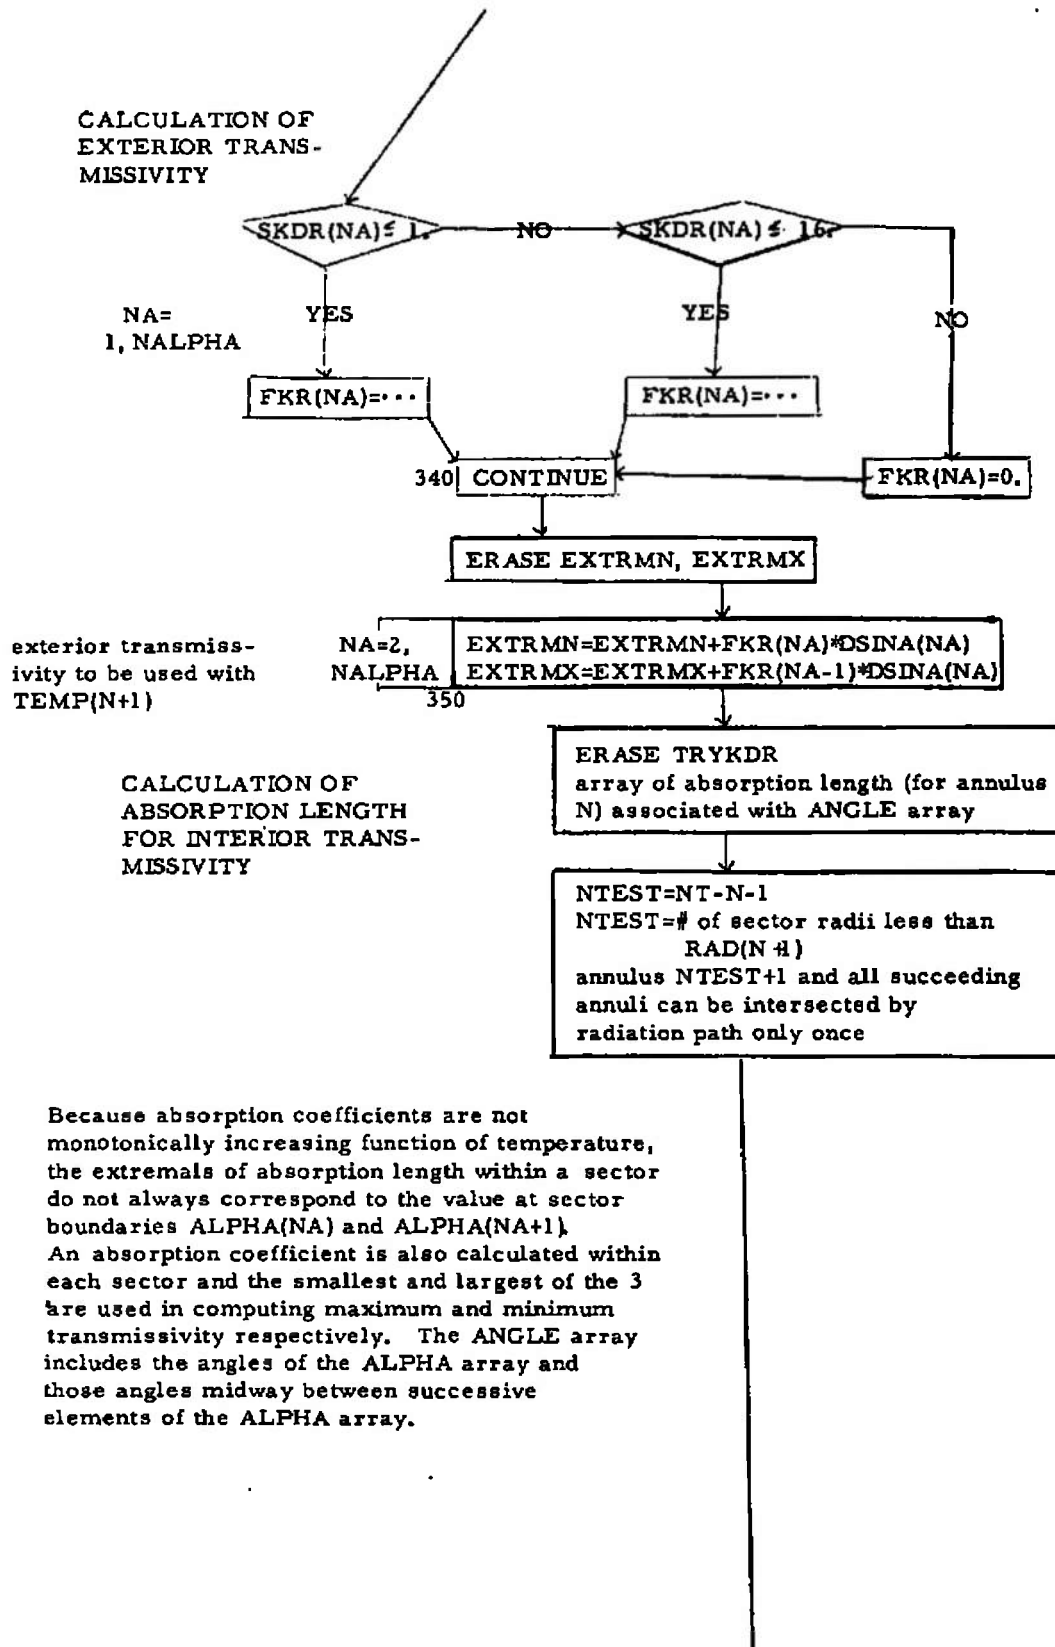 CALCULATION OF
EXTERIOR TRANS-
MISSIVITY
SKDR(NA)≤ 1.
NO
SKDR(NA) ≤ 16.
NA=
1, NALPHA
YES
YES
NO
FKR(NA)=···
FKR(NA)=···
340 CONTINUE
FKR(NA)=0.
ERASE EXTRMN, EXTRMX
exterior transmiss-
ivity to be used with
TEMP(N+1)
NA=2,
NALPHA
350
EXTRMN=EXTRMN+FKR(NA)*DSINA(NA)
EXTRMX=EXTRMX+FKR(NA-1)*DSINA(NA)
ERASE TRYKDR
array of absorption length (for annulus
N) associated with ANGLE array
CALCULATION OF
ABSORPTION LENGTH
FOR INTERIOR TRANS-
MISSIVITY
NTEST=NT-N-1
NTEST=# of sector radii less than
RAD(N+1)
annulus NTEST+1 and all succeeding
annuli can be intersected by
radiation path only once
Because absorption coefficients are not
monotonically increasing function of temperature,
the extremals of absorption length within a sector
do not always correspond to the value at sector
boundaries ALPHA(NA) and ALPHA(NA+1).
An absorption coefficient is also calculated within
each sector and the smallest and largest of the 3
are used in computing maximum and minimum
transmissivity respectively. The ANGLE array
includes the angles of the ALPHA array and
those angles midway between successive
elements of the ALPHA array.